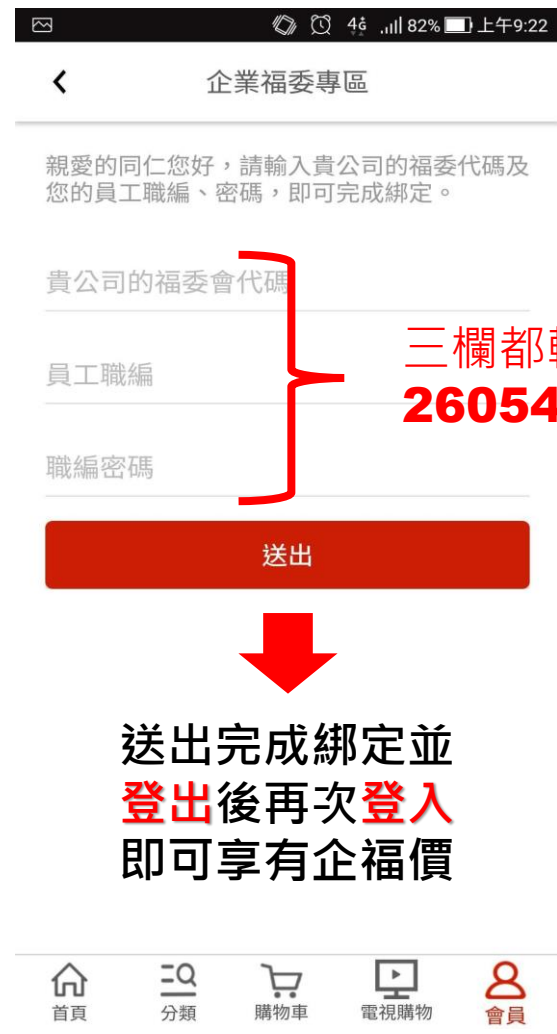 4G 82% 上午9:22
企業福委專區
親愛的同仁您好，請輸入貴公司的福委代碼及
您的員工職編、密碼，即可完成綁定。
貴公司的福委會代碼
三欄都
員工職編
26054
職編密碼
送出
送出完成綁定並
登出後再次登入
即可享有企福價
首頁 分類 購物車 電視購物 會員